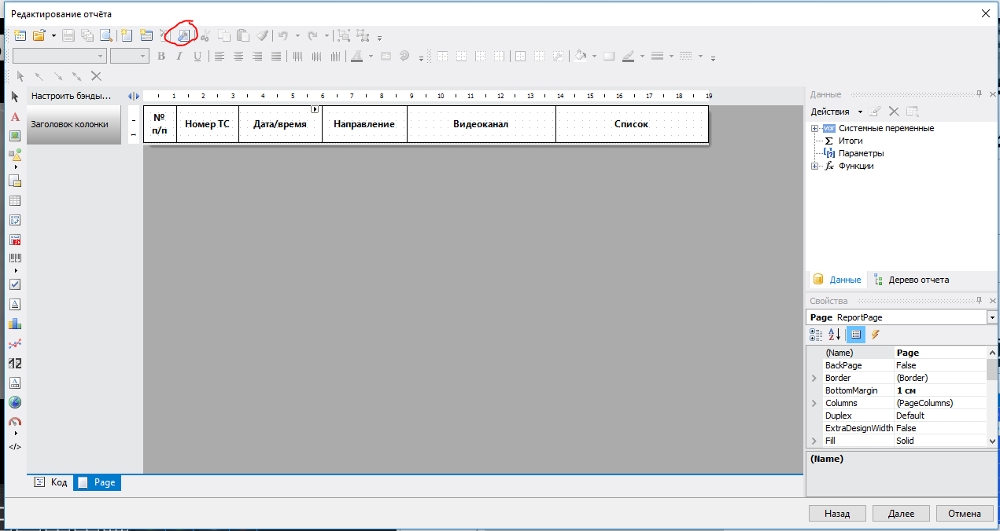 Редактирование отчёта
B I U
A ab
Настроить бэнды...
1 2 3 4 5 6 7 8 9 10 11 12 13 14 15 16 17 18 19
Заголовок колонки
№
п/п
Номер ТС
Дата/время
Направление
Видеоканал
Список
A
12
A
A
</>
Данные
Действия
var Системные переменные
Σ Итоги
[?] Параметры
fx Функции
Данные
Дерево отчета
Свойства
Page ReportPage
A
Z
(Name) Page
BackPage False
Border (Border)
BottomMargin 1 см
Columns (PageColumns)
Duplex Default
ExtraDesignWidth False
Fill Solid
(Name)
Код
Page
Назад
Далее
Отмена